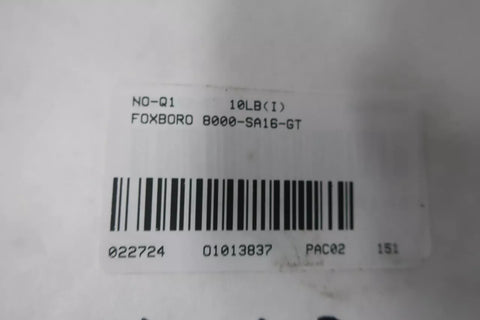 NO-Q1 10LB(I)
FOXBORO 8000-SA16-GT
022724 01013837 PAC02 151